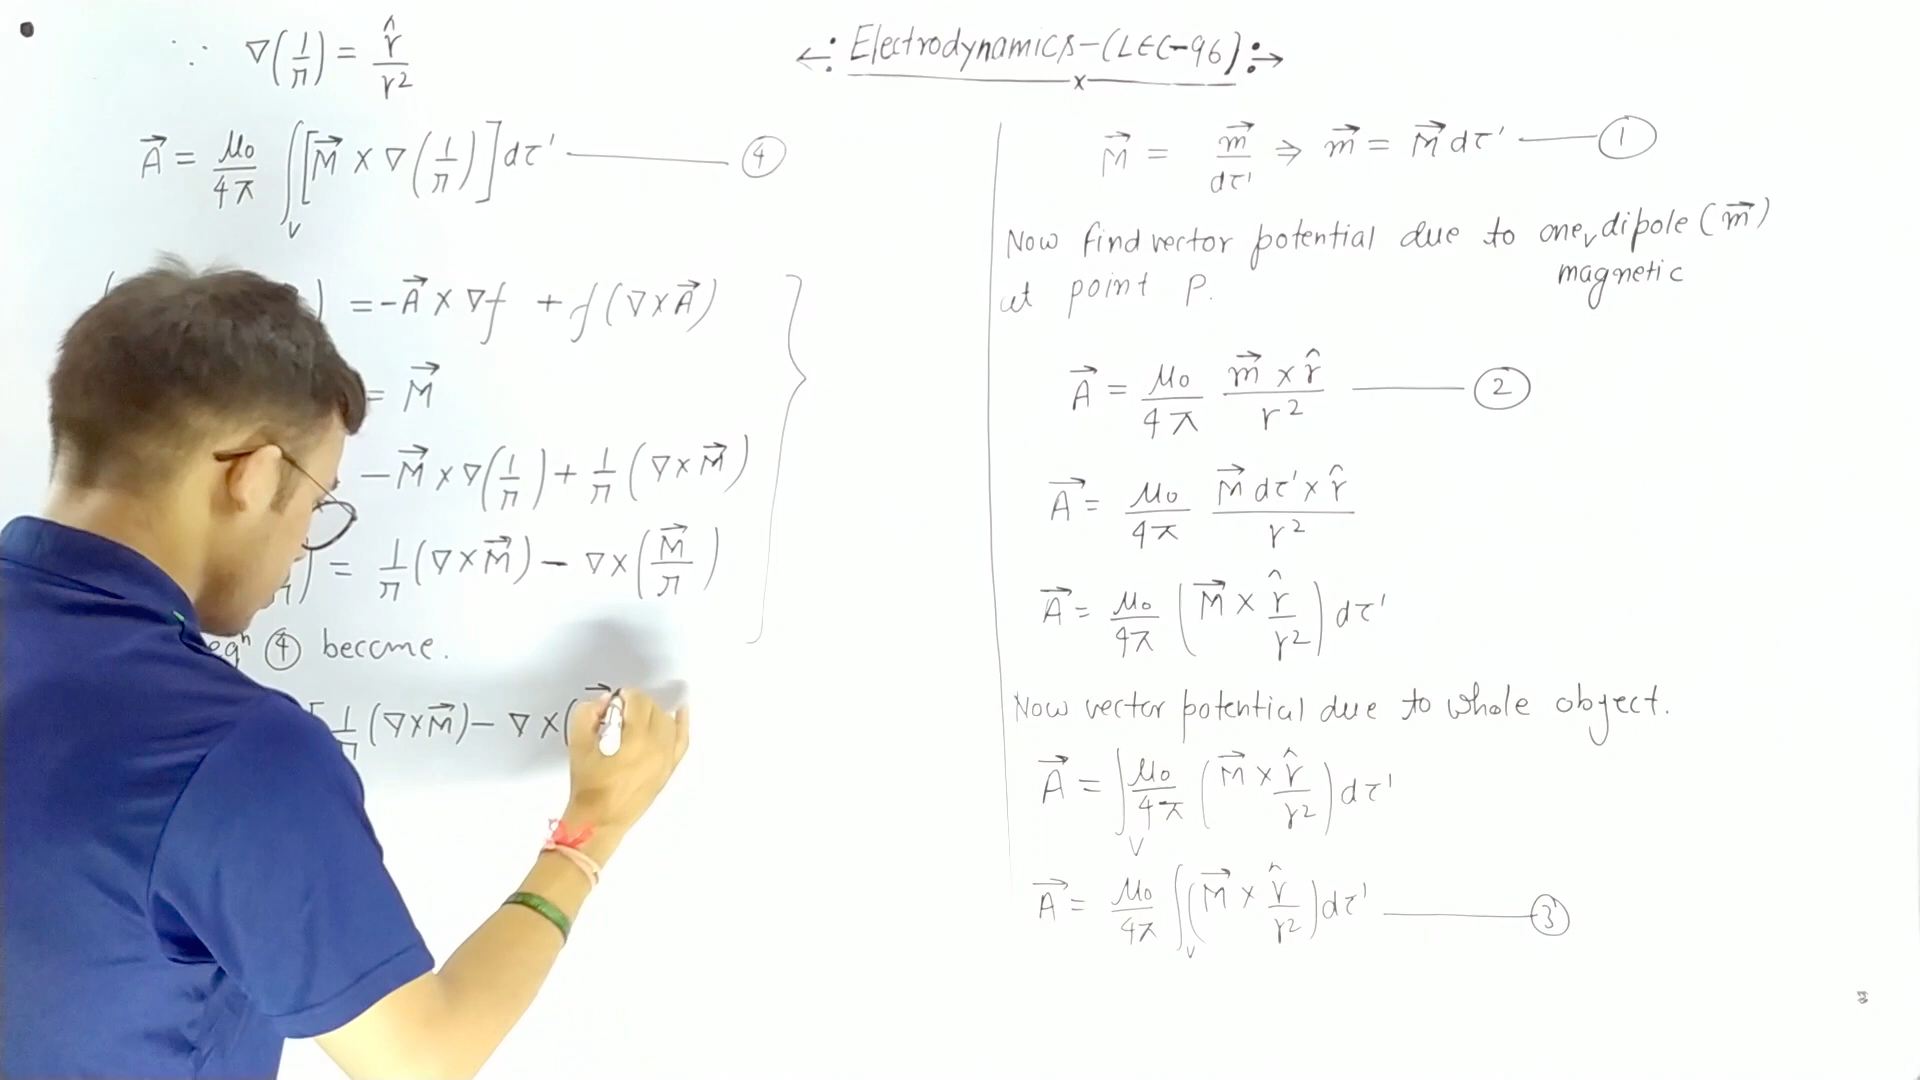 ∵ ∇(1/r) = r̂/r²
A⃗ = μ₀/4π ∫ᵥ [M⃗ × ∇(1/r)] dτ' —— ④
) = -A⃗ × ∇f + f(∇×A⃗)
= M⃗
-M⃗ × ∇(1/r) + 1/r (∇×M⃗)
) = 1/r (∇×M⃗) - ∇×(M⃗/r)
eqⁿ ④ become.
[1/r (∇×M⃗) - ∇×(
←: Electrodynamics-(LEC-96) :→
x
M⃗ = m⃗/dτ' ⇒ m⃗ = M⃗ dτ' —— ①
Now find vector potential due to one, dipole (m⃗)
magnetic
at point P.
A⃗ = μ₀/4π (m⃗ × r̂)/r² —— ②
A⃗ = μ₀/4π (M⃗ dτ' × r̂)/r²
A⃗ = μ₀/4π (M⃗ × r̂/r²) dτ'
Now vector potential due to whole object.
A⃗ = ∫ᵥ μ₀/4π (M⃗ × r̂/r²) dτ'
A⃗ = μ₀/4π ∫ᵥ (M⃗ × r̂/r²) dτ' —— ③